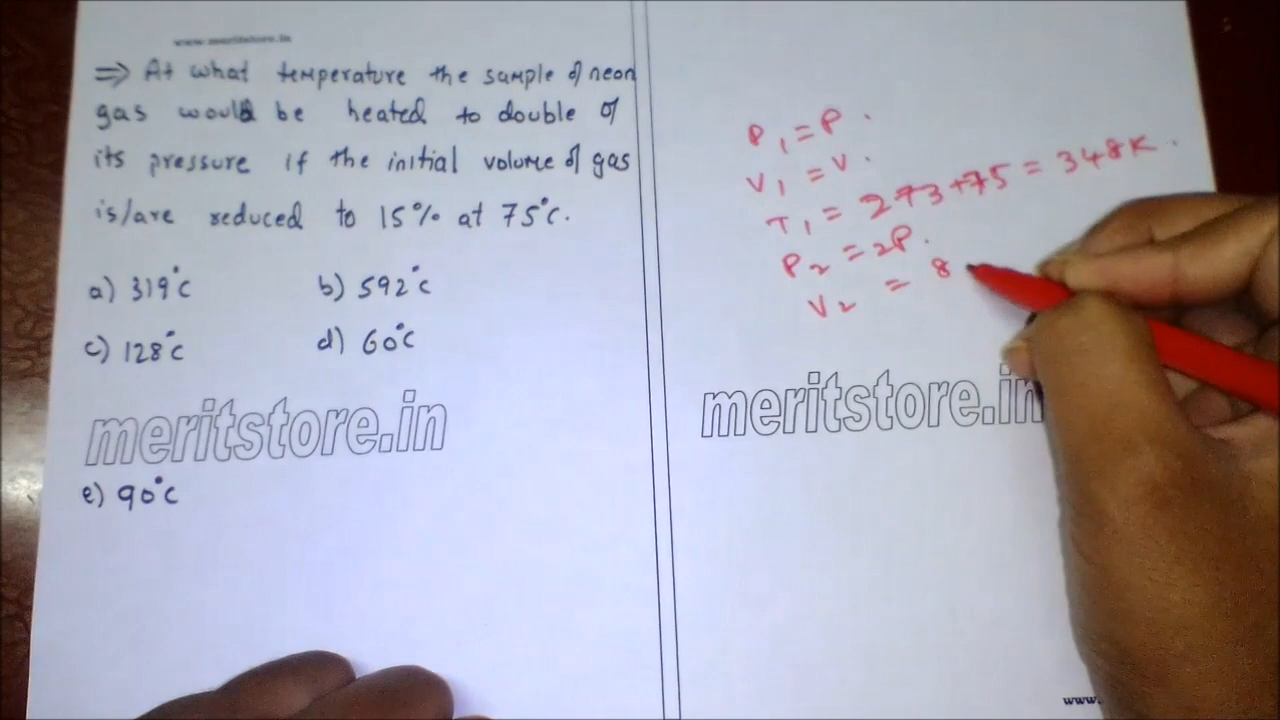 www.meritstore.in
⇒ At what temperature the sample of neon
gas would be heated to double of
its pressure if the initial volume of gas
is/are reduced to 15% at 75°C.
a) 319°C b) 592°C
c) 128°C d) 60°C
meritstore.in
e) 90°C
P1 = P.
V1 = V.
T1 = 273+75 = 348K.
P2 = 2P.
V2 = 8
meritstore.in
www.